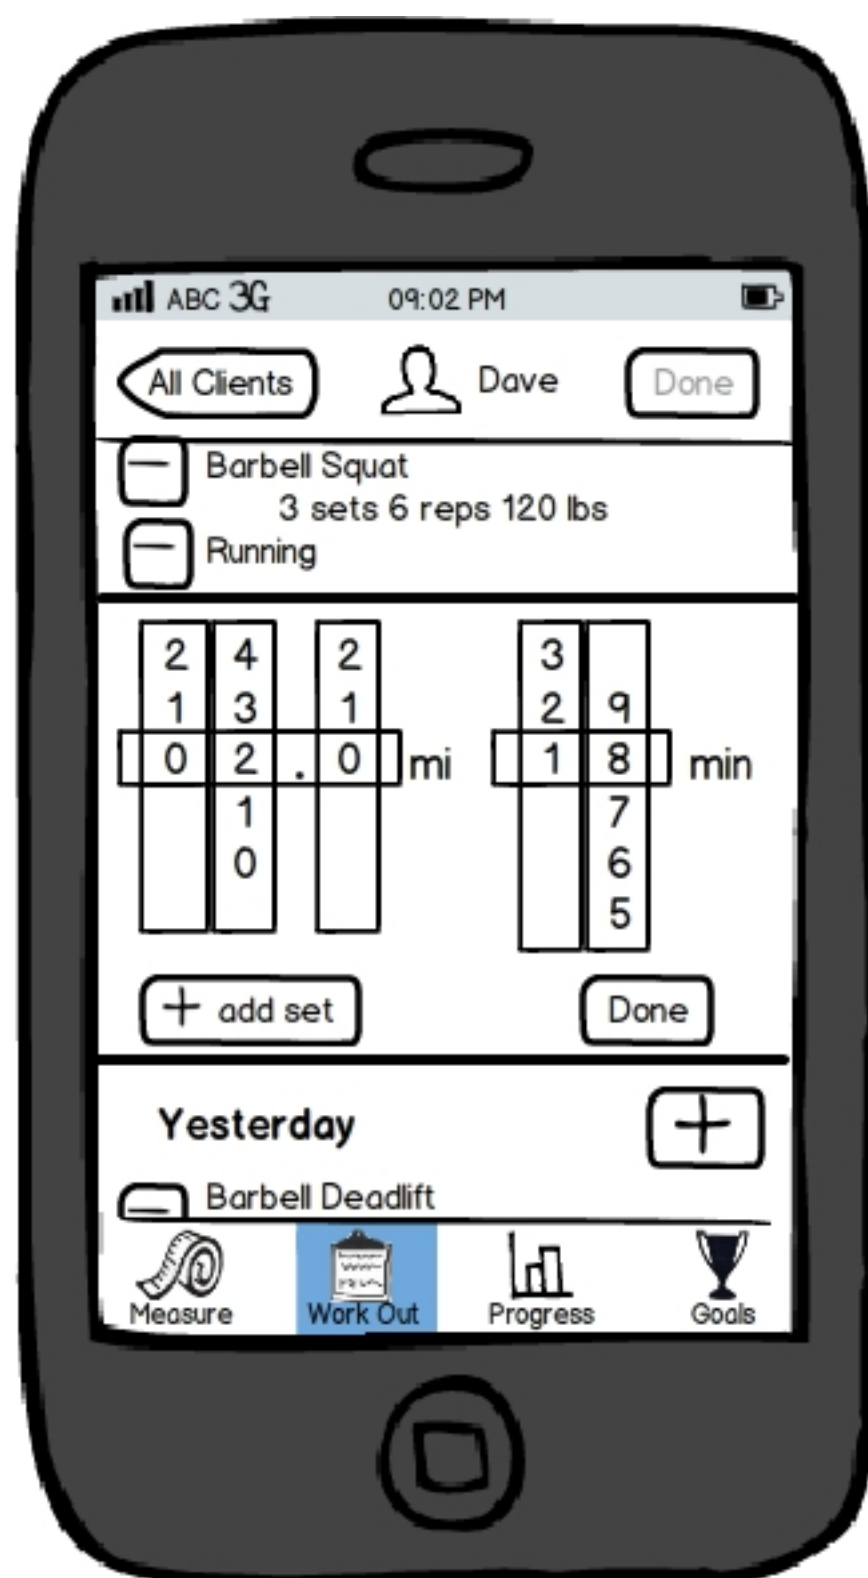 ABC 3G 09:02 PM
All Clients Dave Done
Barbell Squat
3 sets 6 reps 120 lbs
Running
2 4 2 3
1 3 1 2 9
0 2 . 0 mi 1 8 min
1 7
0 6
5
+ add set Done
Yesterday +
Barbell Deadlift
Measure Work Out Progress Goals